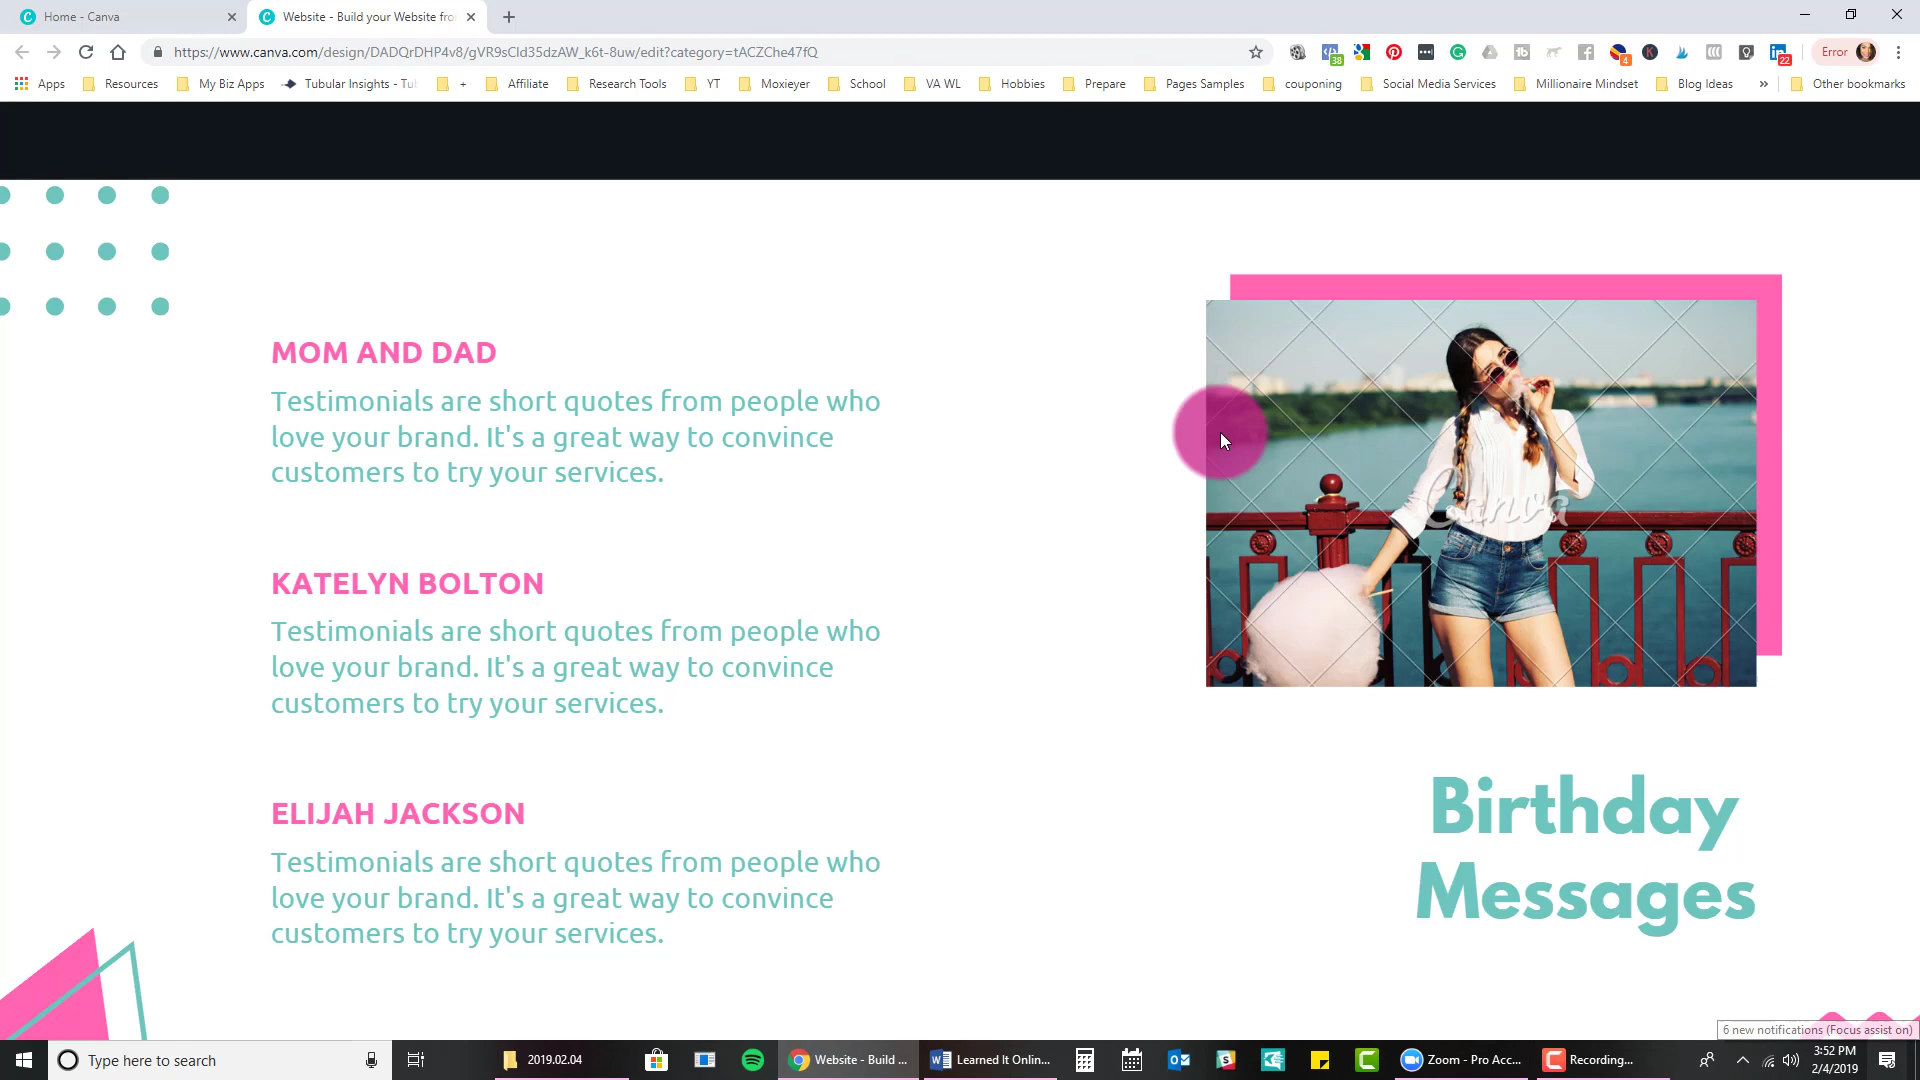 Home - Canva
Website - Build your Website fro
https://www.canva.com/design/DADQrDHP4v8/gVR9sCld35dzAW_k6t-8uw/edit?category=tACZChe47fQ
38
4
22
Error
Apps
Resources
My Biz Apps
Tubular Insights - Tu
+
Affiliate
Research Tools
YT
Moxieyer
School
VA WL
Hobbies
Prepare
Pages Samples
couponing
Social Media Services
Millionaire Mindset
Blog Ideas
»
Other bookmarks
MOM AND DAD
Testimonials are short quotes from people who
love your brand. It's a great way to convince
customers to try your services.
KATELYN BOLTON
Testimonials are short quotes from people who
love your brand. It's a great way to convince
customers to try your services.
ELIJAH JACKSON
Testimonials are short quotes from people who
love your brand. It's a great way to convince
customers to try your services.
Canva
Birthday
Messages
6 new notifications (Focus assist on)
Type here to search
2019.02.04
Website - Build ...
Learned It Onlin...
Zoom - Pro Acc...
Recording...
3:52 PM
2/4/2019